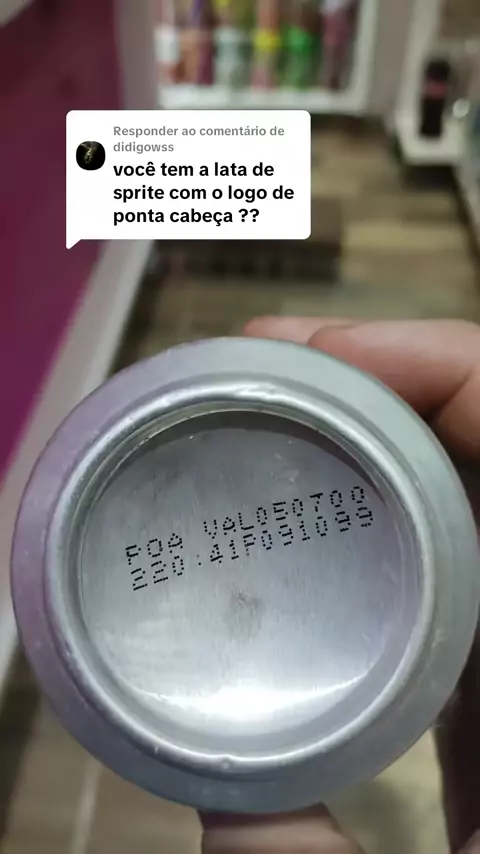 Responder ao comentário de
didigowss
você tem a lata de
sprite com o logo de
ponta cabeça ??
POA VAL050700
220:41P091099